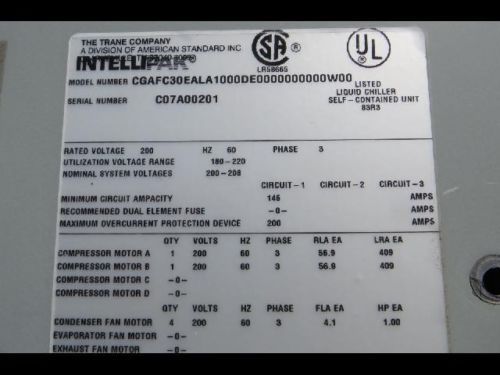 THE TRANE COMPANY
A DIVISION OF AMERICAN STANDARD INC
INTELLIPAK
SA
LR58665
UL
MODEL NUMBER CGAFC30EALA1000DE0000000000W00
LISTED
LIQUID CHILLER
SELF-CONTAINED UNIT
83R3
SERIAL NUMBER C07A00201
RATED VOLTAGE 200 HZ 60 PHASE 3
UTILIZATION VOLTAGE RANGE 180-220
NOMINAL SYSTEM VOLTAGES 200-208
CIRCUIT-1 CIRCUIT-2 CIRCUIT-3
MINIMUM CIRCUIT AMPACITY 145 AMPS
RECOMMENDED DUAL ELEMENT FUSE -0- AMPS
MAXIMUM OVERCURRENT PROTECTION DEVICE 200 AMPS
QTY VOLTS HZ PHASE RLA EA LRA EA
COMPRESSOR MOTOR A 1 200 60 3 56.9 409
COMPRESSOR MOTOR B 1 200 60 3 56.9 409
COMPRESSOR MOTOR C -0-
COMPRESSOR MOTOR D -0-
QTY VOLTS HZ PHASE FLA EA HP EA
CONDENSER FAN MOTOR 4 200 60 3 4.1 1.00
EVAPORATOR FAN MOTOR -0-
EXHAUST FAN MOTOR -0-